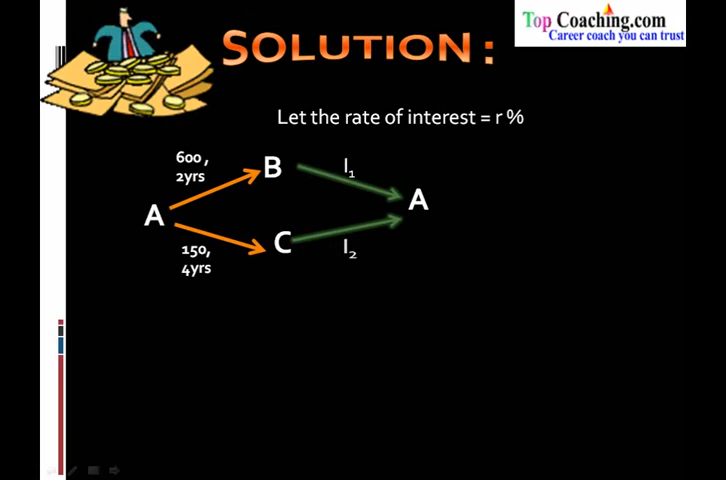 Top Coaching.com
Career coach you can trust
SOLUTION :
Let the rate of interest = r %
600 ,
2yrs
B
I1
A
A
150,
4yrs
C
I2